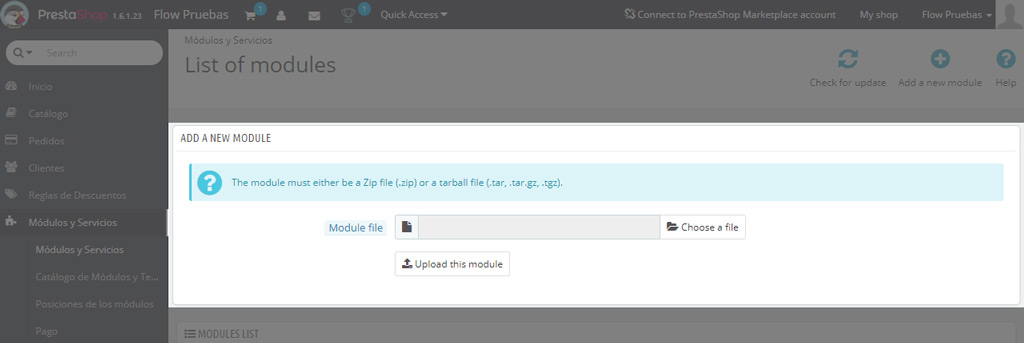 PrestaShop 1.6.1.23 Flow Pruebas 1 1 Quick Access Connect to PrestaShop Marketplace account My shop Flow Pruebas
Search
Inicio
Catálogo
Pedidos
Clientes
Reglas de Descuentos
Módulos y Servicios
Módulos y Servicios
Catálogo de Módulos y Te...
Posiciones de los módulos
Pago
Módulos y Servicios
List of modules
Check for update Add a new module Help
ADD A NEW MODULE
The module must either be a Zip file (.zip) or a tarball file (.tar, .tar.gz, .tgz).
Module file Choose a file
Upload this module
MODULES LIST